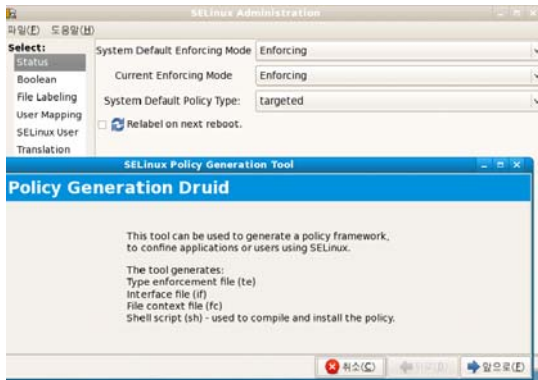 SELinux Administration
파일(F) 도움말(H)
Select:
Status
Boolean
File Labeling
User Mapping
SELinux User
Translation
System Default Enforcing Mode Enforcing
Current Enforcing Mode Enforcing
System Default Policy Type: targeted
Relabel on next reboot.
SELinux Policy Generation Tool
Policy Generation Druid
This tool can be used to generate a policy framework,
to confine applications or users using SELinux.
The tool generates:
Type enforcement file (te)
Interface file (if)
File context file (fc)
Shell script (sh) - used to compile and install the policy.
취소(C) 앞으로(F)